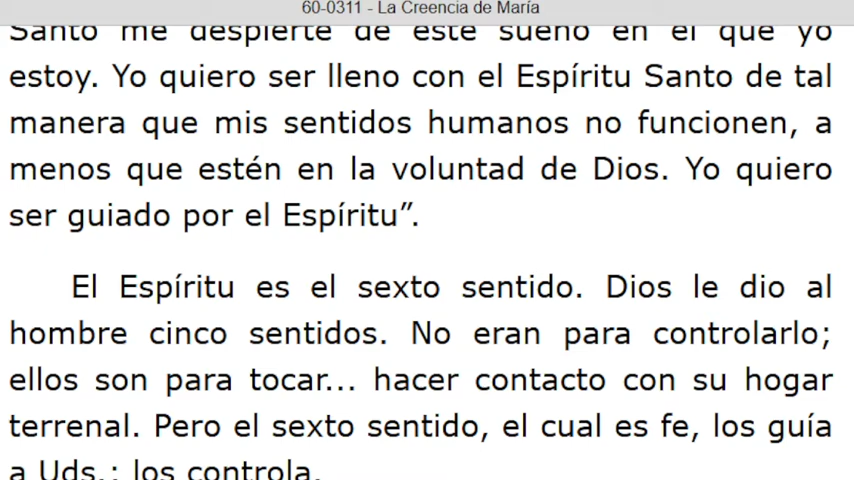 60-0311 - La Creencia de María
Santo me despierte de este sueño en el que yo
estoy. Yo quiero ser lleno con el Espíritu Santo de tal
manera que mis sentidos humanos no funcionen, a
menos que estén en la voluntad de Dios. Yo quiero
ser guiado por el Espíritu”.
El Espíritu es el sexto sentido. Dios le dio al
hombre cinco sentidos. No eran para controlarlo;
ellos son para tocar... hacer contacto con su hogar
terrenal. Pero el sexto sentido, el cual es fe, los guía
a Uds.; los controla.